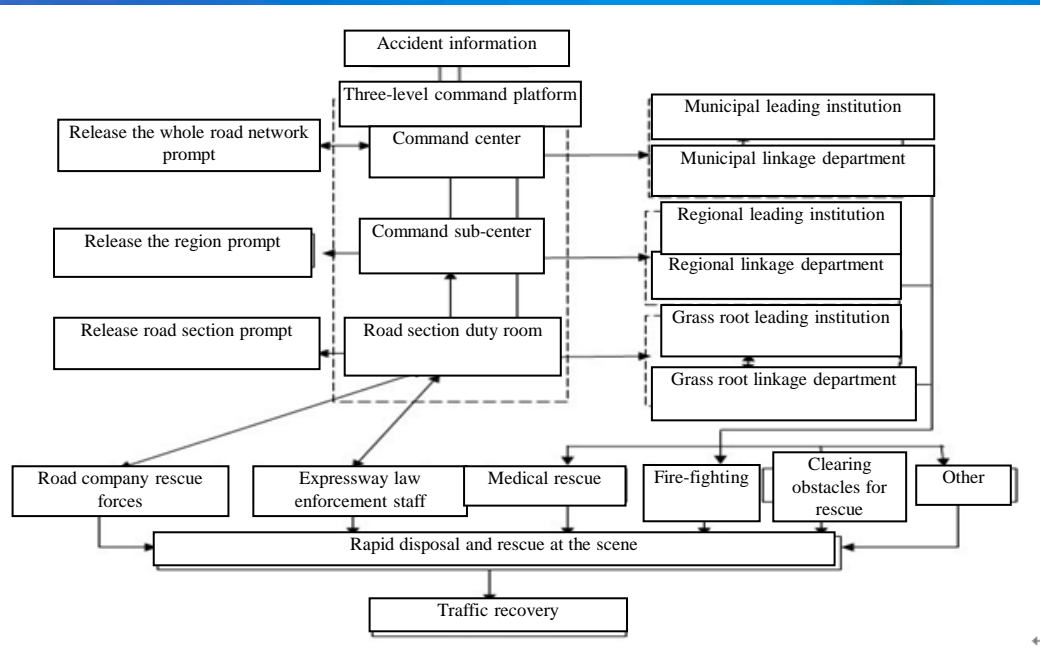 Accident information
Three-level command platform
Municipal leading institution
Release the whole road network
prompt
Command center
Municipal linkage department
Regional leading institution
Release the region prompt
Command sub-center
Regional linkage department
Release road section prompt
Road section duty room
Grass root leading institution
Grass root linkage department
Road company rescue
forces
Expressway law
enforcement staff
Medical rescue
Fire-fighting
Clearing
obstacles for
rescue
Other
Rapid disposal and rescue at the scene
Traffic recovery